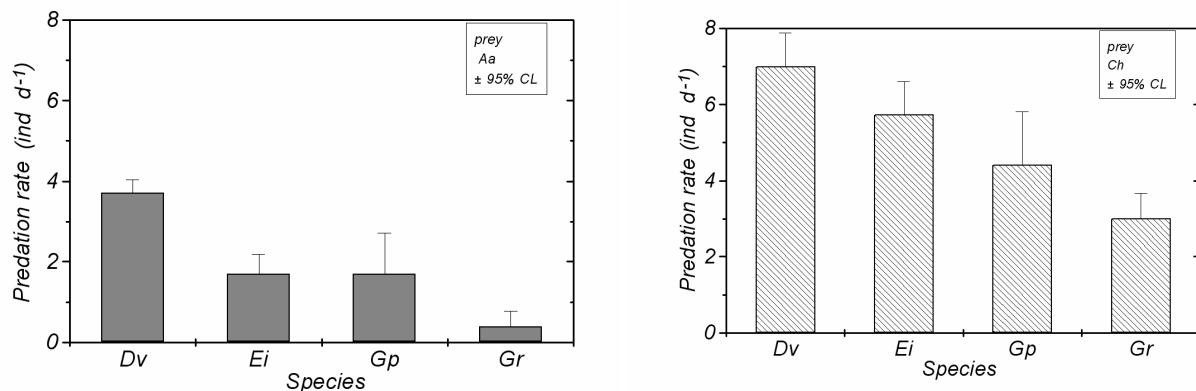 Predation rate (ind d-1)
8
6
4
2
0
prey
Aa
± 95% CL
Dv Ei Gp Gr
Species
Predation rate (ind d-1)
8
6
4
2
0
prey
Ch
± 95% CL
Dv Ei Gp Gr
Species